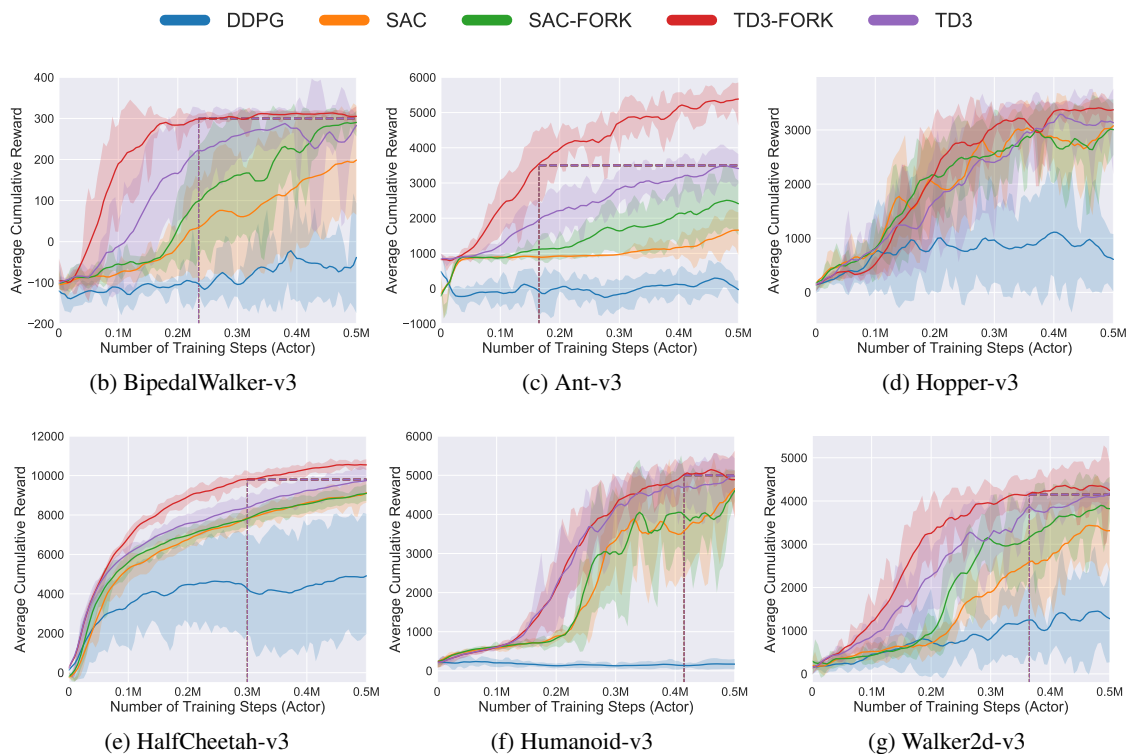 DDPG SAC SAC-FORK TD3-FORK TD3
400
300
200
100
0
−100
−200
0 0.1M 0.2M 0.3M 0.4M 0.5M
Average Cumulative Reward
Number of Training Steps (Actor)
(b) BipedalWalker-v3
6000
5000
4000
3000
2000
1000
0
−1000
0 0.1M 0.2M 0.3M 0.4M 0.5M
Average Cumulative Reward
Number of Training Steps (Actor)
(c) Ant-v3
3000
2000
1000
0
0 0.1M 0.2M 0.3M 0.4M 0.5M
Average Cumulative Reward
Number of Training Steps (Actor)
(d) Hopper-v3
12000
10000
8000
6000
4000
2000
0
0 0.1M 0.2M 0.3M 0.4M 0.5M
Average Cumulative Reward
Number of Training Steps (Actor)
(e) HalfCheetah-v3
6000
5000
4000
3000
2000
1000
0
0 0.1M 0.2M 0.3M 0.4M 0.5M
Average Cumulative Reward
Number of Training Steps (Actor)
(f) Humanoid-v3
5000
4000
3000
2000
1000
0
0 0.1M 0.2M 0.3M 0.4M 0.5M
Average Cumulative Reward
Number of Training Steps (Actor)
(g) Walker2d-v3